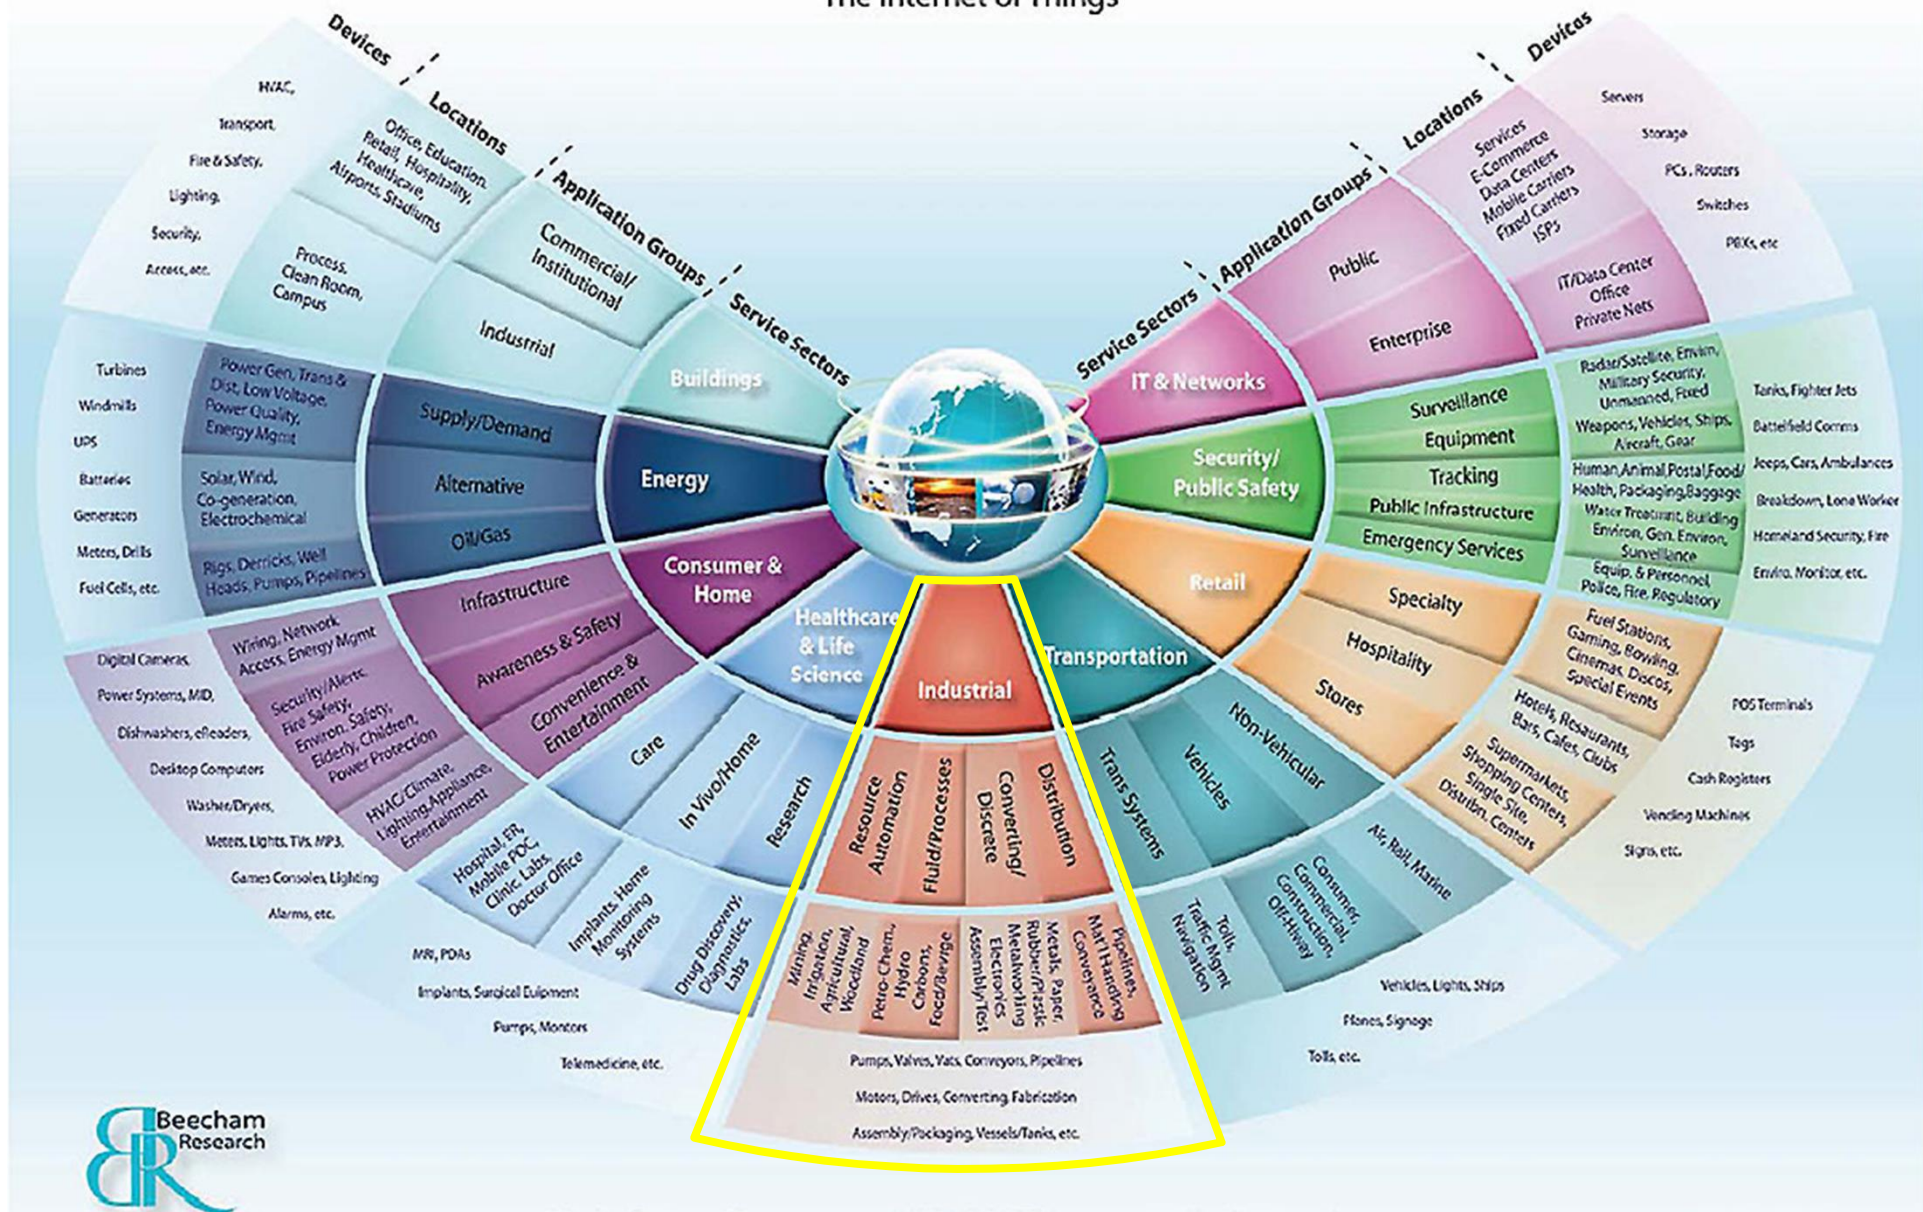 The Internet of Things
Devices
Locations
Application Groups
Service Sectors
Service Sectors
Application Groups
Locations
Devices
HVAC,
Transport,
Fire & Safety,
Lighting,
Security,
Access, etc.
Office, Education,
Retail, Hospitality,
Healthcare,
Airports, Stadiums
Process,
Clean Room,
Campus
Commercial/
Institutional
Industrial
Buildings
Turbines
Windmills
UPS
Batteries
Generators
Meters, Drills
Fuel Cells, etc.
Power Gen, Trans &
Dist, Low Voltage,
Power Quality,
Energy Mgmt
Solar, Wind,
Co-generation,
Electrochemical
Rigs, Derricks, Well
Heads, Pumps, Pipelines
Supply/Demand
Alternative
Oil/Gas
Energy
Digital Cameras,
Power Systems, MID,
Dishwashers, eReaders,
Desktop Computers
Washer/Dryers,
Meters, Lights, TVs, MP3,
Games Consoles, Lighting
Alarms, etc.
Wiring, Network
Access, Energy Mgmt
Security/Alerts,
Fire Safety,
Environ. Safety,
Elderly, Children,
Power Protection
HVAC/Climate,
Lighting,Appliance,
Entertainment
Infrastructure
Awareness & Safety
Convenience &
Entertainment
Consumer &
Home
MRI, PDAs
Implants, Surgical Euipment
Pumps, Montors
Telemedicine, etc.
Hospital, ER,
Mobile POC,
Clinic, Labs,
Doctor Office
Implants, Home
Monitoring
Systems
Drug Discovery,
Diagnostics,
Labs
Care
In Vivo/Home
Research
Healthcare
& Life
Science
Industrial
Resource
Automation
Fluid/Processes
Converting/
Discrete
Distribution
Mining,
Irrigation,
Agricultural,
Woodland
Petro-Chem.,
Hydro
Carbons,
Food/Bevrge
Metals, Paper,
Rubber/Plastic
Metalworking
Electronics
Assembly/Test
Pipelines,
Mat'l Handling
Conveyance
Pumps, Valves, Vats, Conveyors, Pipelines
Motors, Drives, Converting, Fabrication
Assembly/Packaging, Vessels/Tanks, etc.
Transportation
Trans Systems
Vehicles
Non-Vehicular
Tolls,
Traffic Mgmt
Navigation
Consumer,
Commercial,
Construction,
Off-Hiway
Air, Rail, Marine
Vehicles, Lights, Ships
Planes, Signage
Tolls, etc.
Retail
Specialty
Hospitality
Stores
Fuel Stations,
Gaming, Bowling,
Cinemas, Discos,
Special Events
Hotels, Resaurants,
Bars, Cafes, Clubs
Supermarkets,
Shopping Centers,
Single Site,
Distribn, Centers
POS Terminals
Tags
Cash Registers
Vending Machines
Signs, etc.
Security/
Public Safety
Surveillance
Equipment
Tracking
Public Infrastructure
Emergency Services
Radar/Satellite, Envirn,
Military Security,
Unmanned, Fixed
Weapons, Vehicles, Ships,
Aircraft, Gear
Human,Animal,Postal,Food/
Health, Packaging,Baggage
Water Treatmnt, Building
Environ, Gen. Environ,
Surveillance
Equip, & Personnel,
Police, Fire, Regulatory
Tanks, Fighter Jets
Battelfield Comms
Jeeps, Cars, Ambulances
Breakdown, Lone Worker
Homeland Security, Fire
Enviro. Monitor, etc.
IT & Networks
Public
Enterprise
Services
E-Commerce
Data Centers
Mobile Carriers
Fixed Carriers
ISPs
IT/Data Center
Office
Private Nets
Servers
Storage
PCs, Routers
Switches
PBXs, etc
Beecham
Research
BR